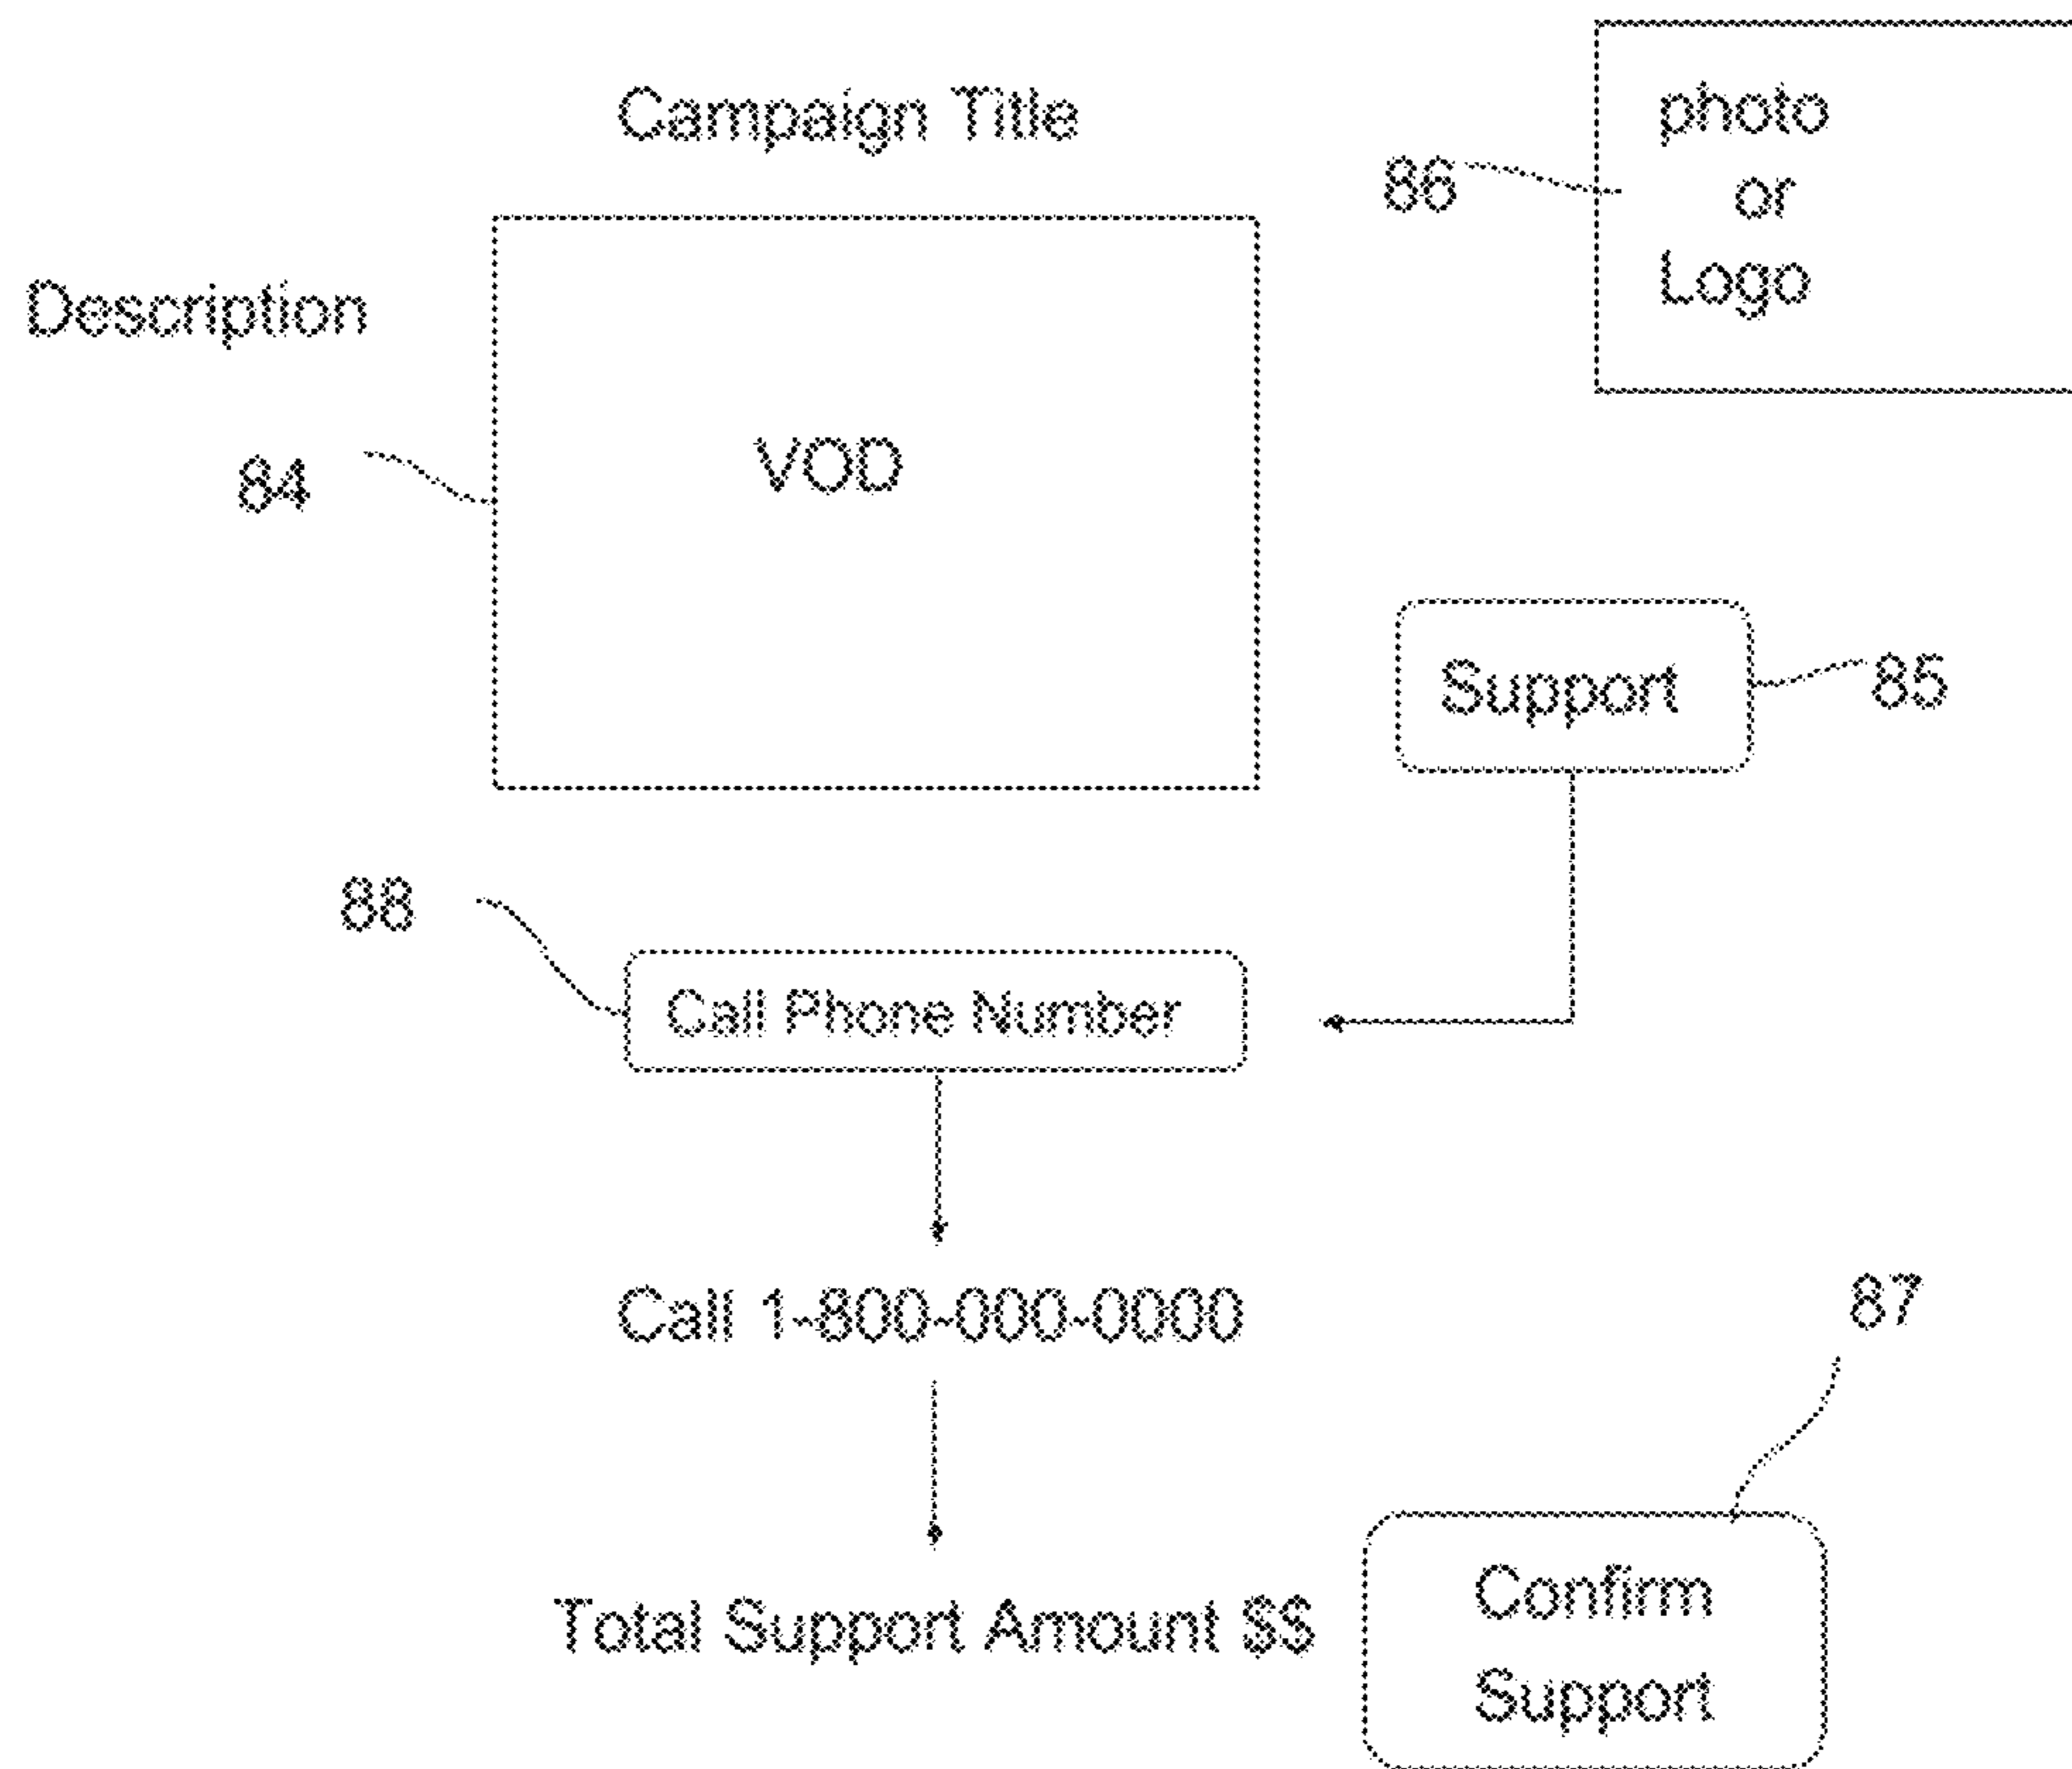 Campaign Title
photo
or
Logo
86
Description
VOD
84
Support
85
88
Call Phone Number
Call 1-800-000-0000
87
Total Support Amount $$
Confirm
Support